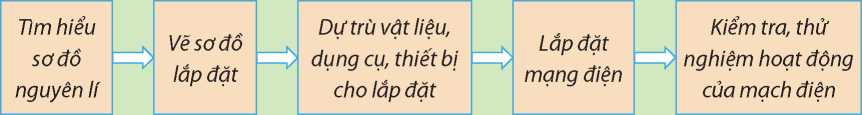 Tìm hiểu
sơ đồ
nguyên lí
Vẽ sơ đồ
lắp đặt
Dự trù vật liệu,
dụng cụ, thiết bị
cho lắp đặt
Lắp đặt
mạng điện
Kiểm tra, thử
nghiệm hoạt động
của mạch điện